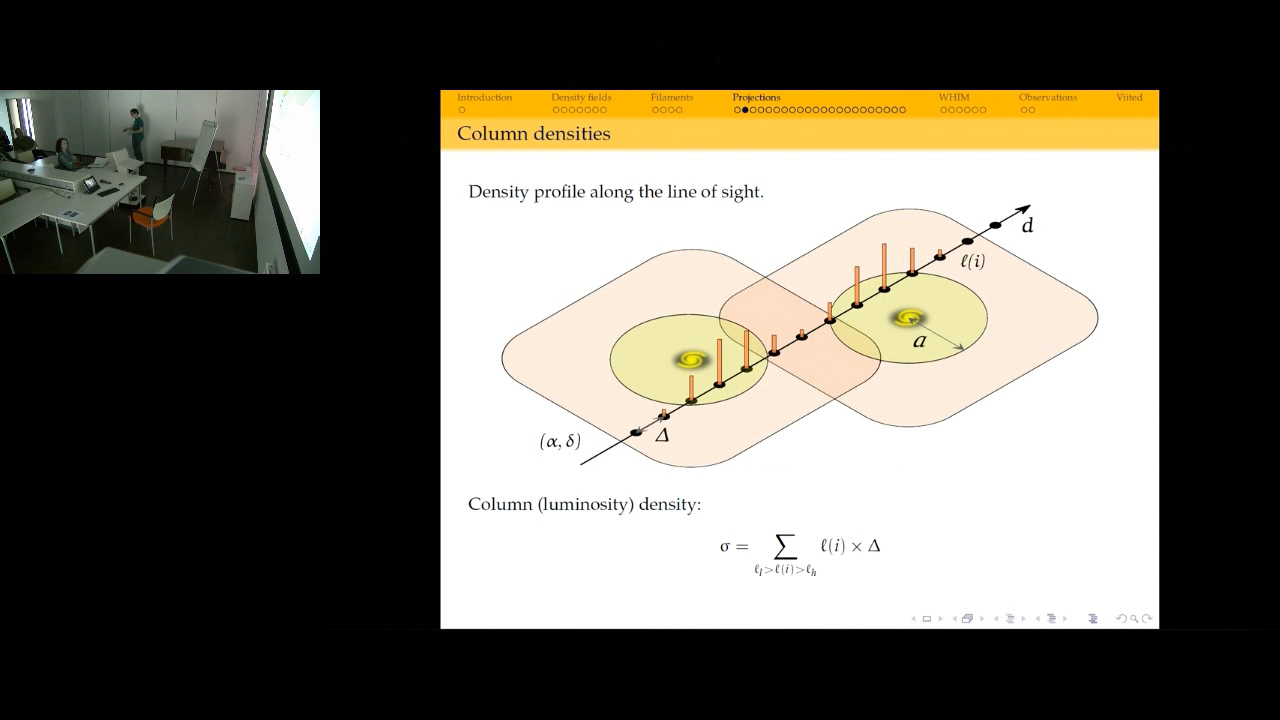 Introduction Density fields Filaments Projections WHIM Observations Viited
Column densities
Density profile along the line of sight.
d
ℓ(i)
a
Δ
(α, δ)
Column (luminosity) density:
σ = ∑ ℓ(i) × Δ
ℓl>ℓ(i)>ℓh